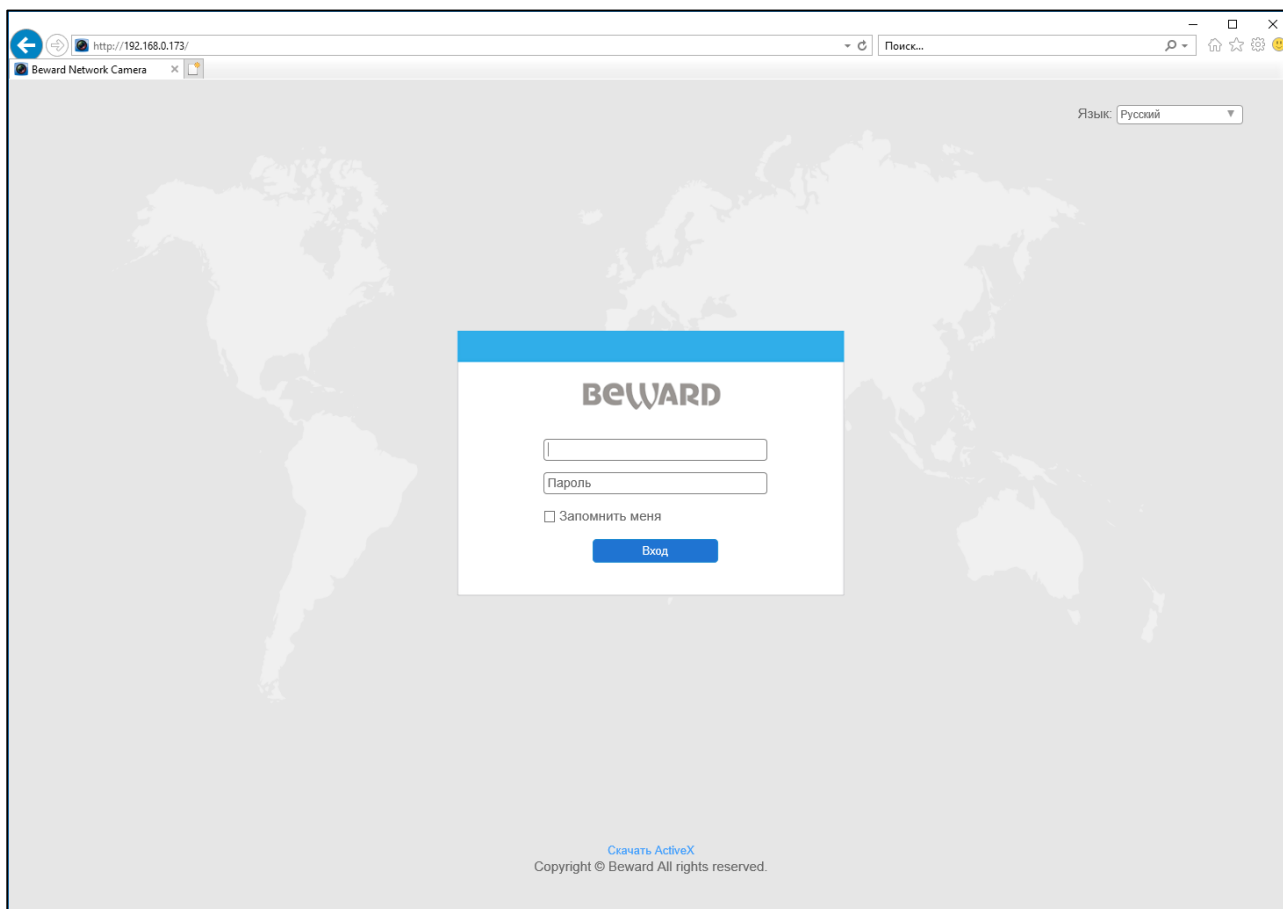 http://192.168.0.173/
Поиск...
Beward Network Camera
Язык: Русский
BEWARD
Пароль
Запомнить меня
Вход
Скачать ActiveX
Copyright © Beward All rights reserved.